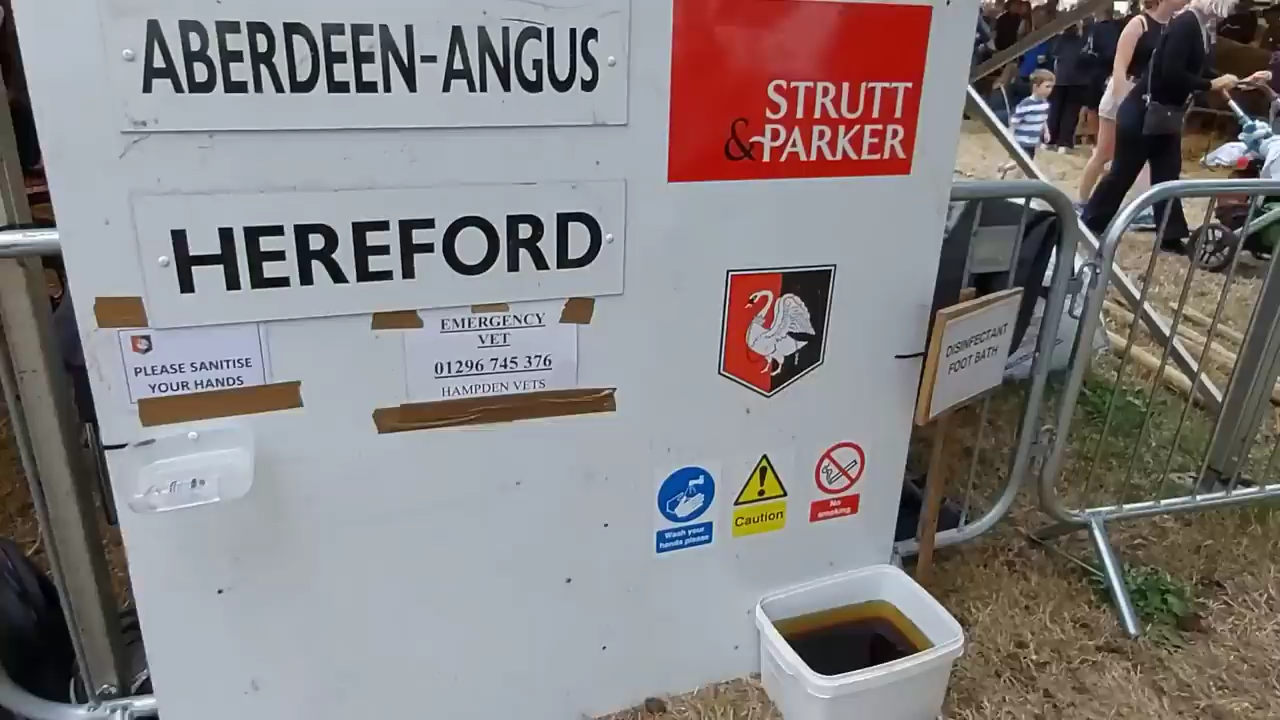 ABERDEEN-ANGUS
STRUTT
&PARKER
HEREFORD
PLEASE SANITISE
YOUR HANDS
EMERGENCY
VET
01296 745 376
HAMPDEN VETS
DISINFECTANT
FOOT BATH
Wash your
hands please
Caution
No
smoking